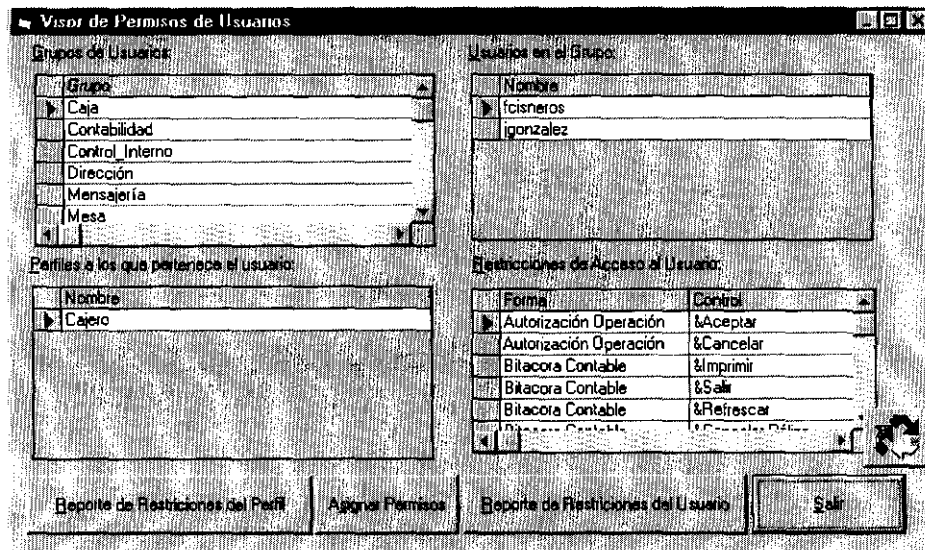 Visor de Permisos de Usuarios
Grupos de Usuarios:
Grupo
Caja
Contabilidad
Control_Interno
Dirección
Mensajería
Mesa
Usuarios en el Grupo:
Nombre
fcisneros
jgonzalez
Perfiles a los que pertenece el usuario:
Nombre
Cajero
Restricciones de Acceso al Usuario:
Forma Control
Autorización Operación &Aceptar
Autorización Operación &Cancelar
Bitacora Contable &Imprimir
Bitacora Contable &Salir
Bitacora Contable &Refrescar
Bitacora Contable
Reporte de Restriciones del Perfil Asignar Permisos Reporte de Restriciones del Usuario Salir